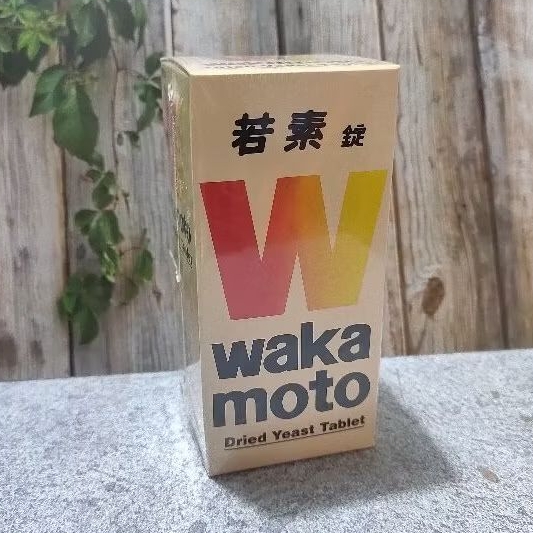 若素 錠
W
waka
moto
Dried Yeast Tablet